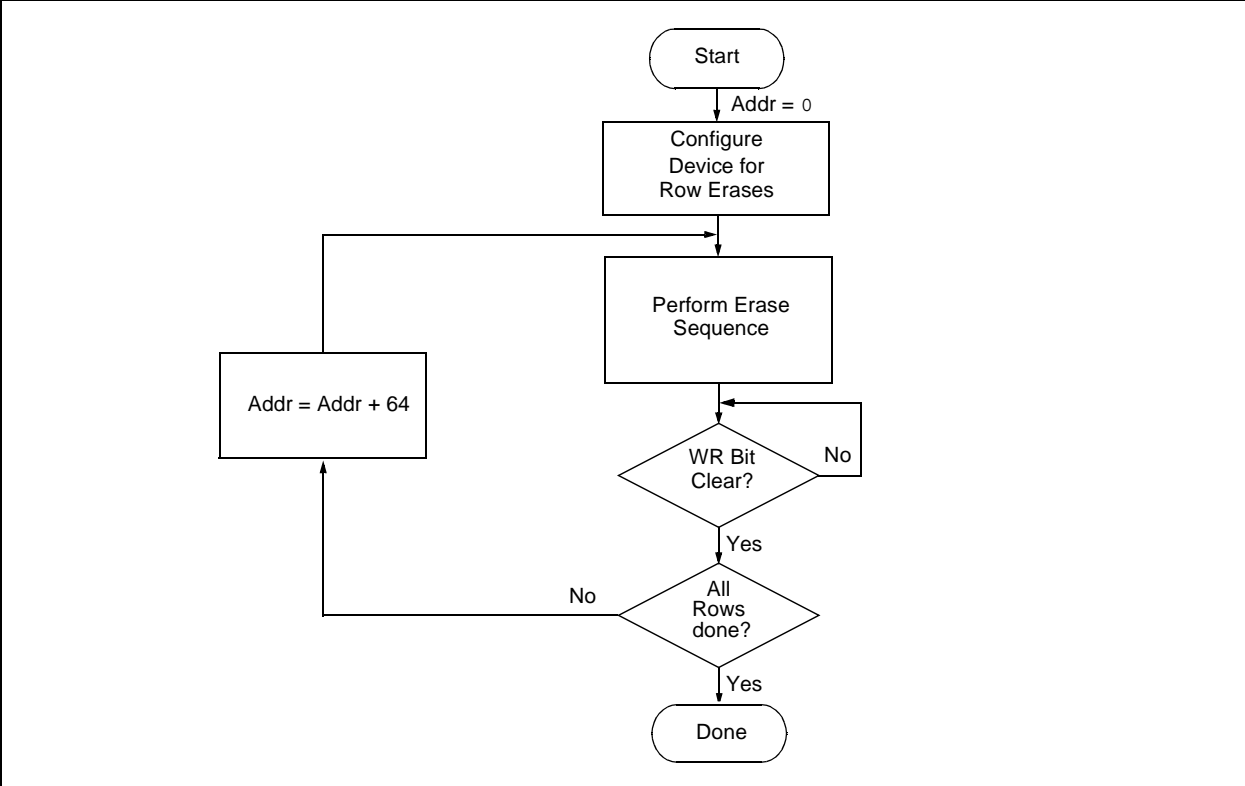 Start
Addr = 0
Configure
Device for
Row Erases
Perform Erase
Sequence
Addr = Addr + 64
WR Bit
Clear?
No
Yes
No
All
Rows
done?
Yes
Done